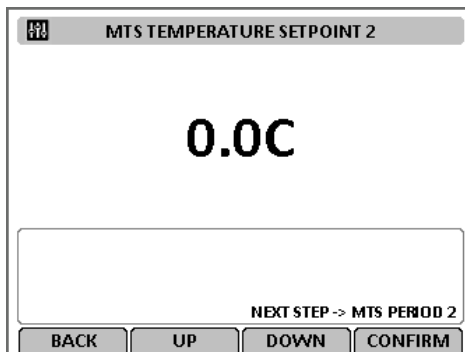 MTS TEMPERATURE SETPOINT 2
0.0C
NEXT STEP -> MTS PERIOD 2
BACK UP DOWN CONFIRM